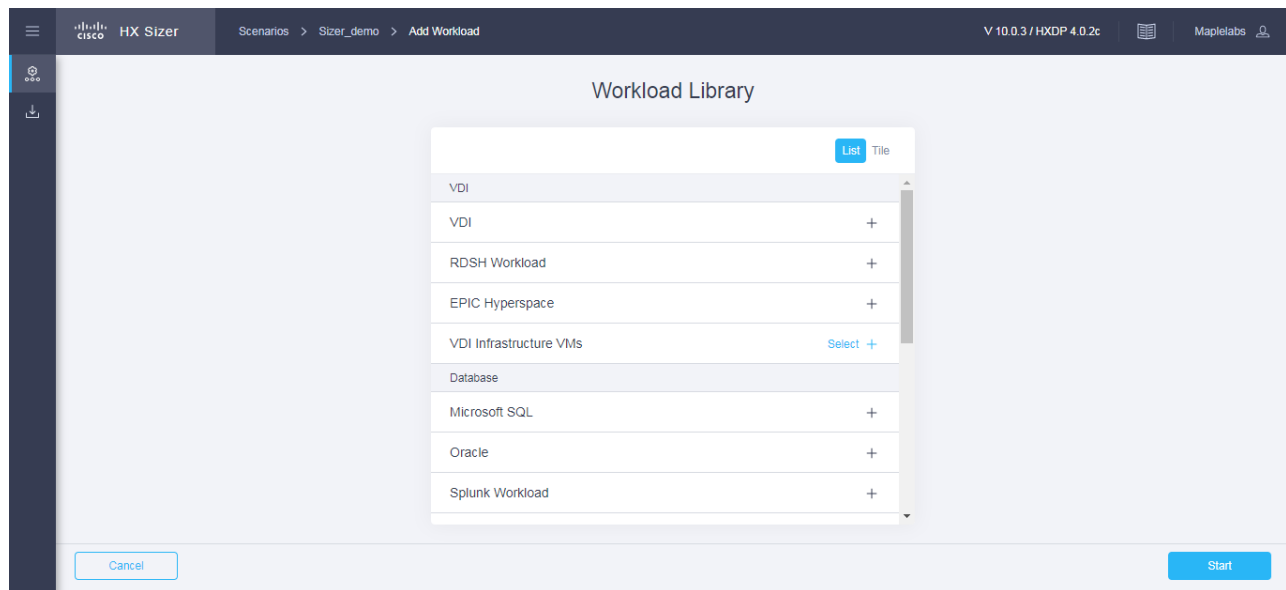 cisco HX Sizer Scenarios > Sizer_demo > Add Workload V 10.0.3 / HXDP 4.0.2c Maplelabs
Workload Library
List Tile
VDI
VDI +
RDSH Workload +
EPIC Hyperspace +
VDI Infrastructure VMs Select +
Database
Microsoft SQL +
Oracle +
Splunk Workload +
Cancel Start